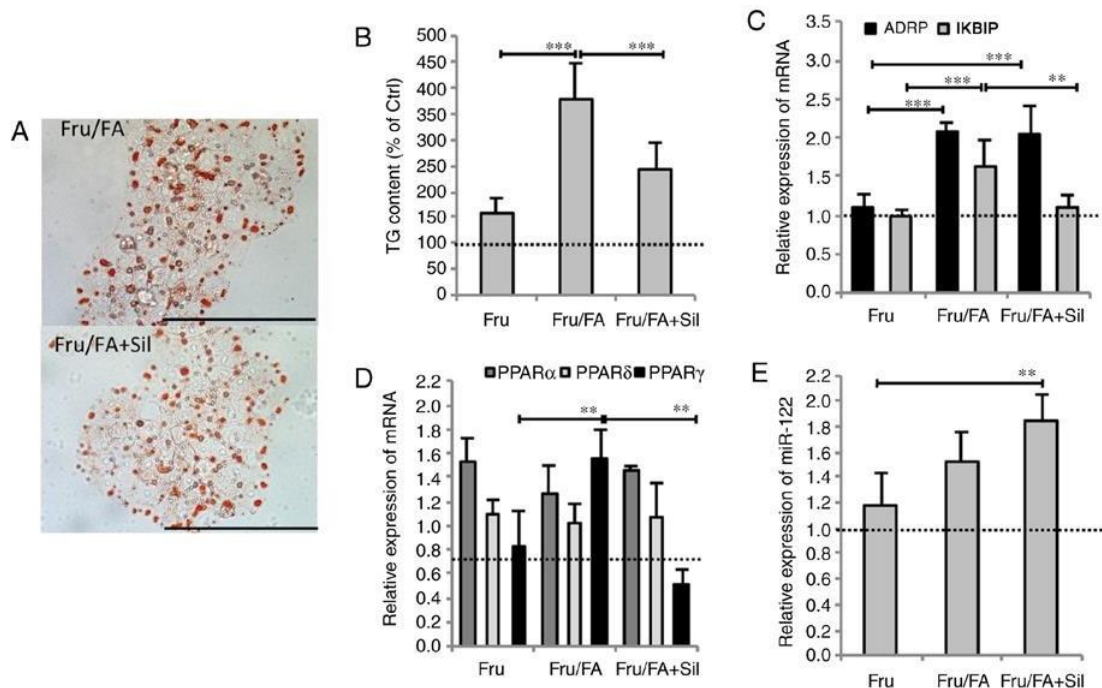 A
Fru/FA
Fru/FA+Sil
B
TG content (% of Ctrl)
500
450
400
350
300
250
200
150
100
50
0
***
***
Fru
Fru/FA
Fru/FA+Sil
C
ADRP
IKBIP
Relative expression of mRNA
3.5
3.0
2.5
2.0
1.5
1.0
0.5
0.0
***
***
**
***
Fru
Fru/FA
Fru/FA+Sil
D
PPARα
PPARδ
PPARγ
Relative expression of mRNA
2.2
2.0
1.8
1.6
1.4
1.2
1.0
0.8
0.6
0.4
0.2
0.0
**
**
Fru
Fru/FA
Fru/FA+Sil
E
Relative expression of miR-122
2.2
2.0
1.8
1.6
1.4
1.2
1.0
0.8
0.6
0.4
0.2
0.0
**
Fru
Fru/FA
Fru/FA+Sil